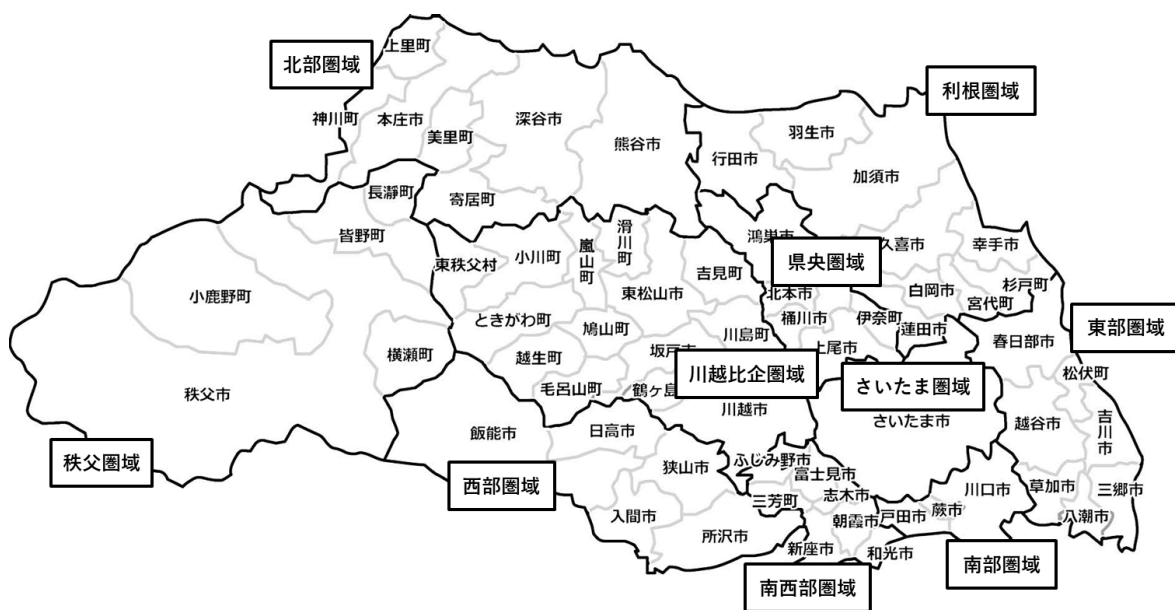 上里町
北部圏域
利根圏域
神川町
本庄市
美里町
深谷市
熊谷市
行田市
羽生市
加須市
長瀞町
寄居町
皆野町
滑川町
嵐山町
小川町
東秩父村
鴻巣市
久喜市
幸手市
県央圏域
吉見町
東松山市
小鹿野町
北本市
白岡市
杉戸町
宮代町
ときがわ町
鳩山町
川島町
桶川市
伊奈町
蓮田市
春日部市
東部圏域
横瀬町
越生町
坂戸市
上尾市
川越比企圏域
さいたま圏域
松伏町
秩父市
毛呂山町
鶴ヶ島
川越市
さいたま市
越谷市
吉川市
飯能市
日高市
秩父圏域
西部圏域
狭山市
ふじみ野市
富士見市
三芳町
志木市
川口市
草加市
三郷市
入間市
所沢市
朝霞市
戸田市
蕨市
八潮市
新座市
和光市
南西部圏域
南部圏域